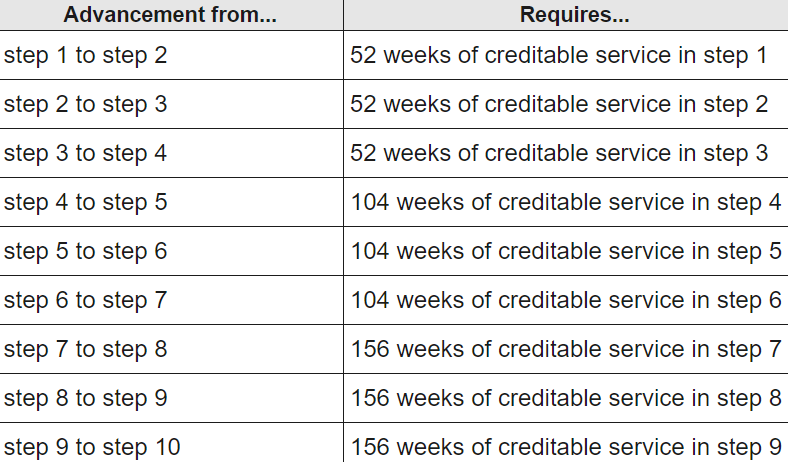 Advancement from... Requires...
step 1 to step 2 52 weeks of creditable service in step 1
step 2 to step 3 52 weeks of creditable service in step 2
step 3 to step 4 52 weeks of creditable service in step 3
step 4 to step 5 104 weeks of creditable service in step 4
step 5 to step 6 104 weeks of creditable service in step 5
step 6 to step 7 104 weeks of creditable service in step 6
step 7 to step 8 156 weeks of creditable service in step 7
step 8 to step 9 156 weeks of creditable service in step 8
step 9 to step 10 156 weeks of creditable service in step 9